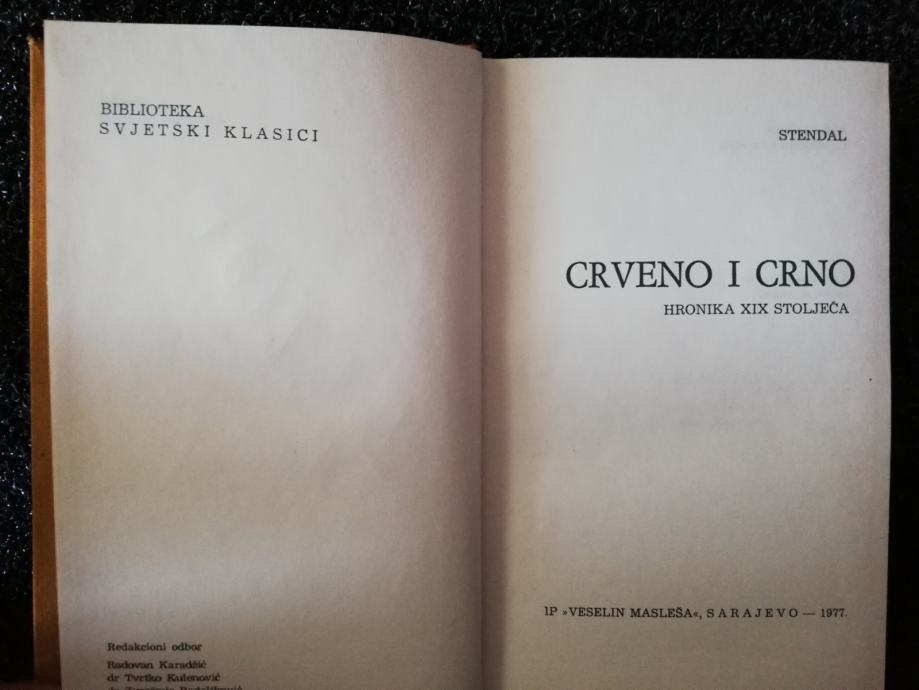 BIBLIOTEKA
SVJETSKI KLASICI
Redakcioni odbor
Radovan Karadžić
dr Tvrtko Kulenović
dr
STENDAL
CRVENO I CRNO
HRONIKA XIX STOLJEĆA
IP »VESELIN MASLEŠA«, SARAJEVO — 1977.